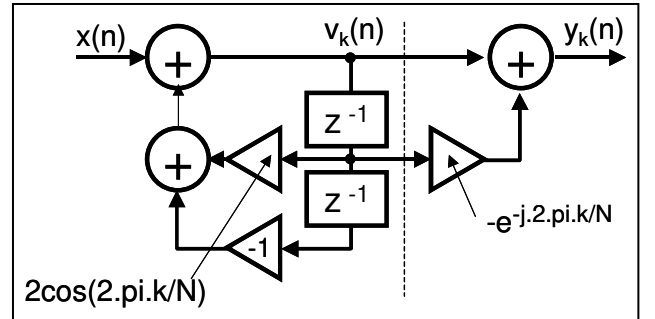 x(n)
v_k(n)
y_k(n)
+
+
z ^-1
+
z ^-1
-1
-e^-j.2.pi.k/N
2cos(2.pi.k/N)